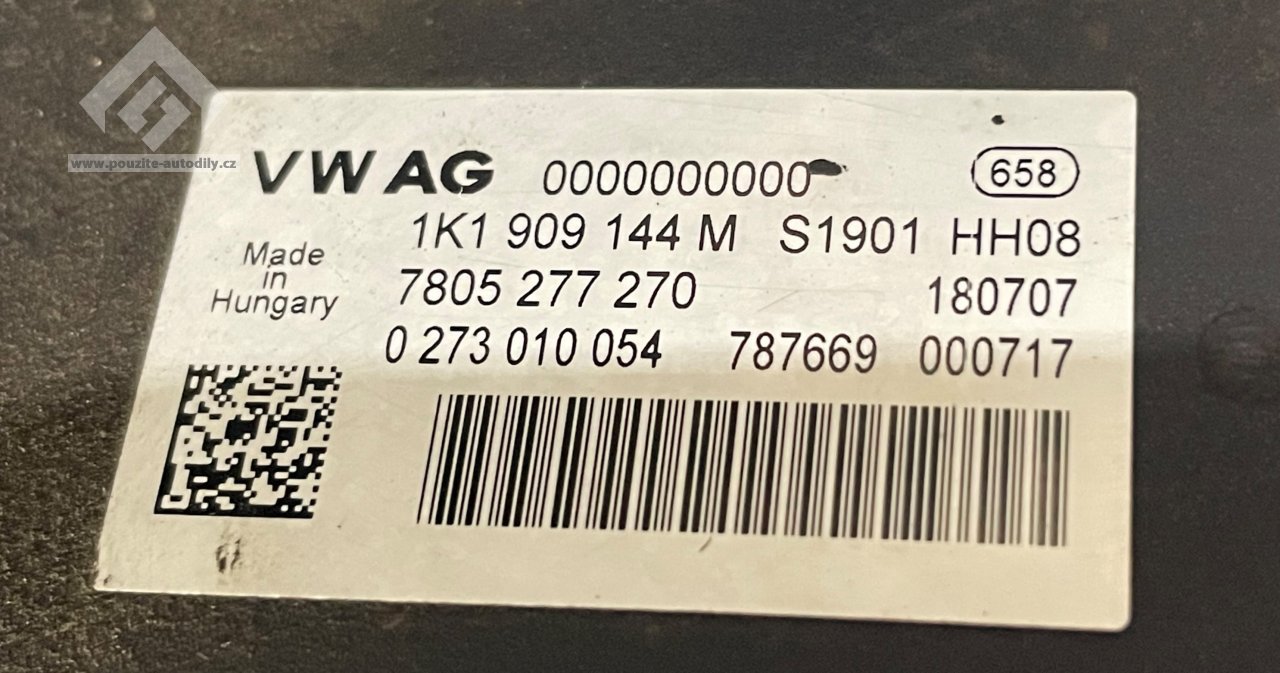 www.pouzite-autodily.cz
VW AG 0000000000 658
1K1 909 144 M S1901 HH08
Made
in
Hungary
7805 277 270 180707
0 273 010 054 787669 000717